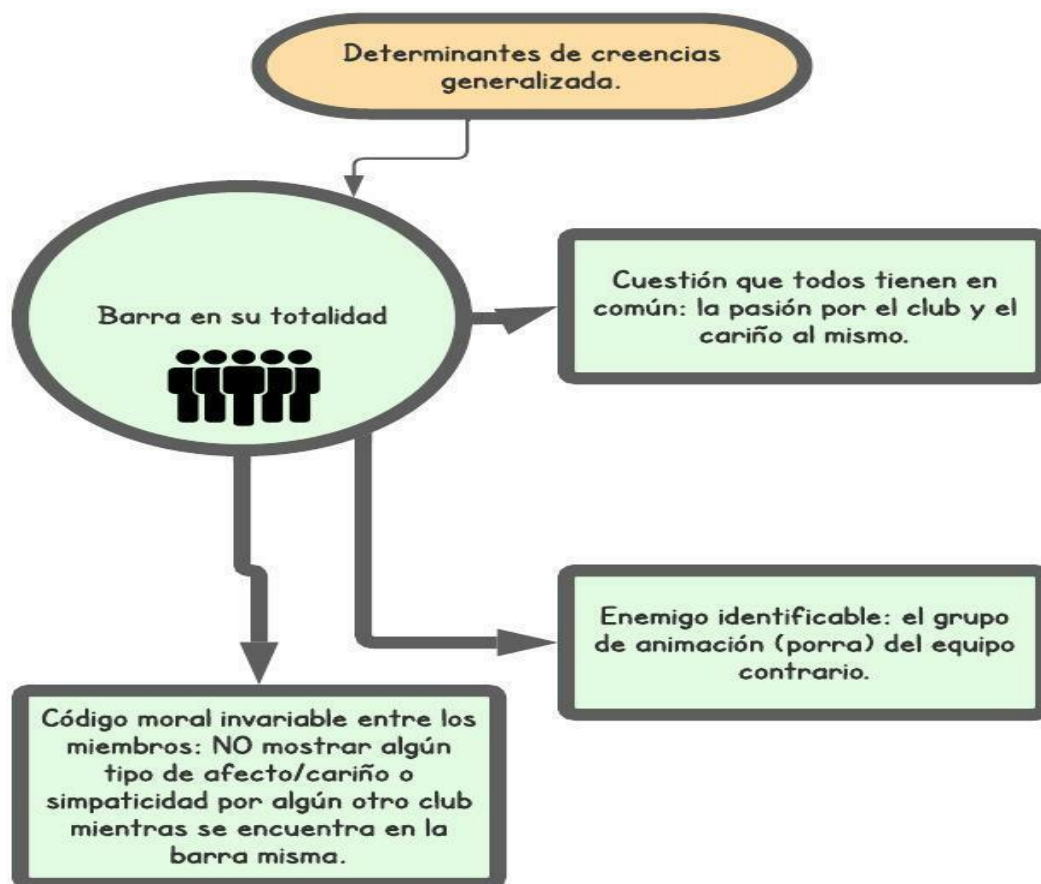 Determinantes de creencias
generalizada.
Barra en su totalidad
Cuestión que todos tienen en
común: la pasión por el club y el
cariño al mismo.
Enemigo identificable: el grupo
de animación (porra) del equipo
contrario.
Código moral invariable entre los
miembros: NO mostrar algún
tipo de afecto/cariño o
simpaticidad por algún otro club
mientras se encuentra en la
barra misma.